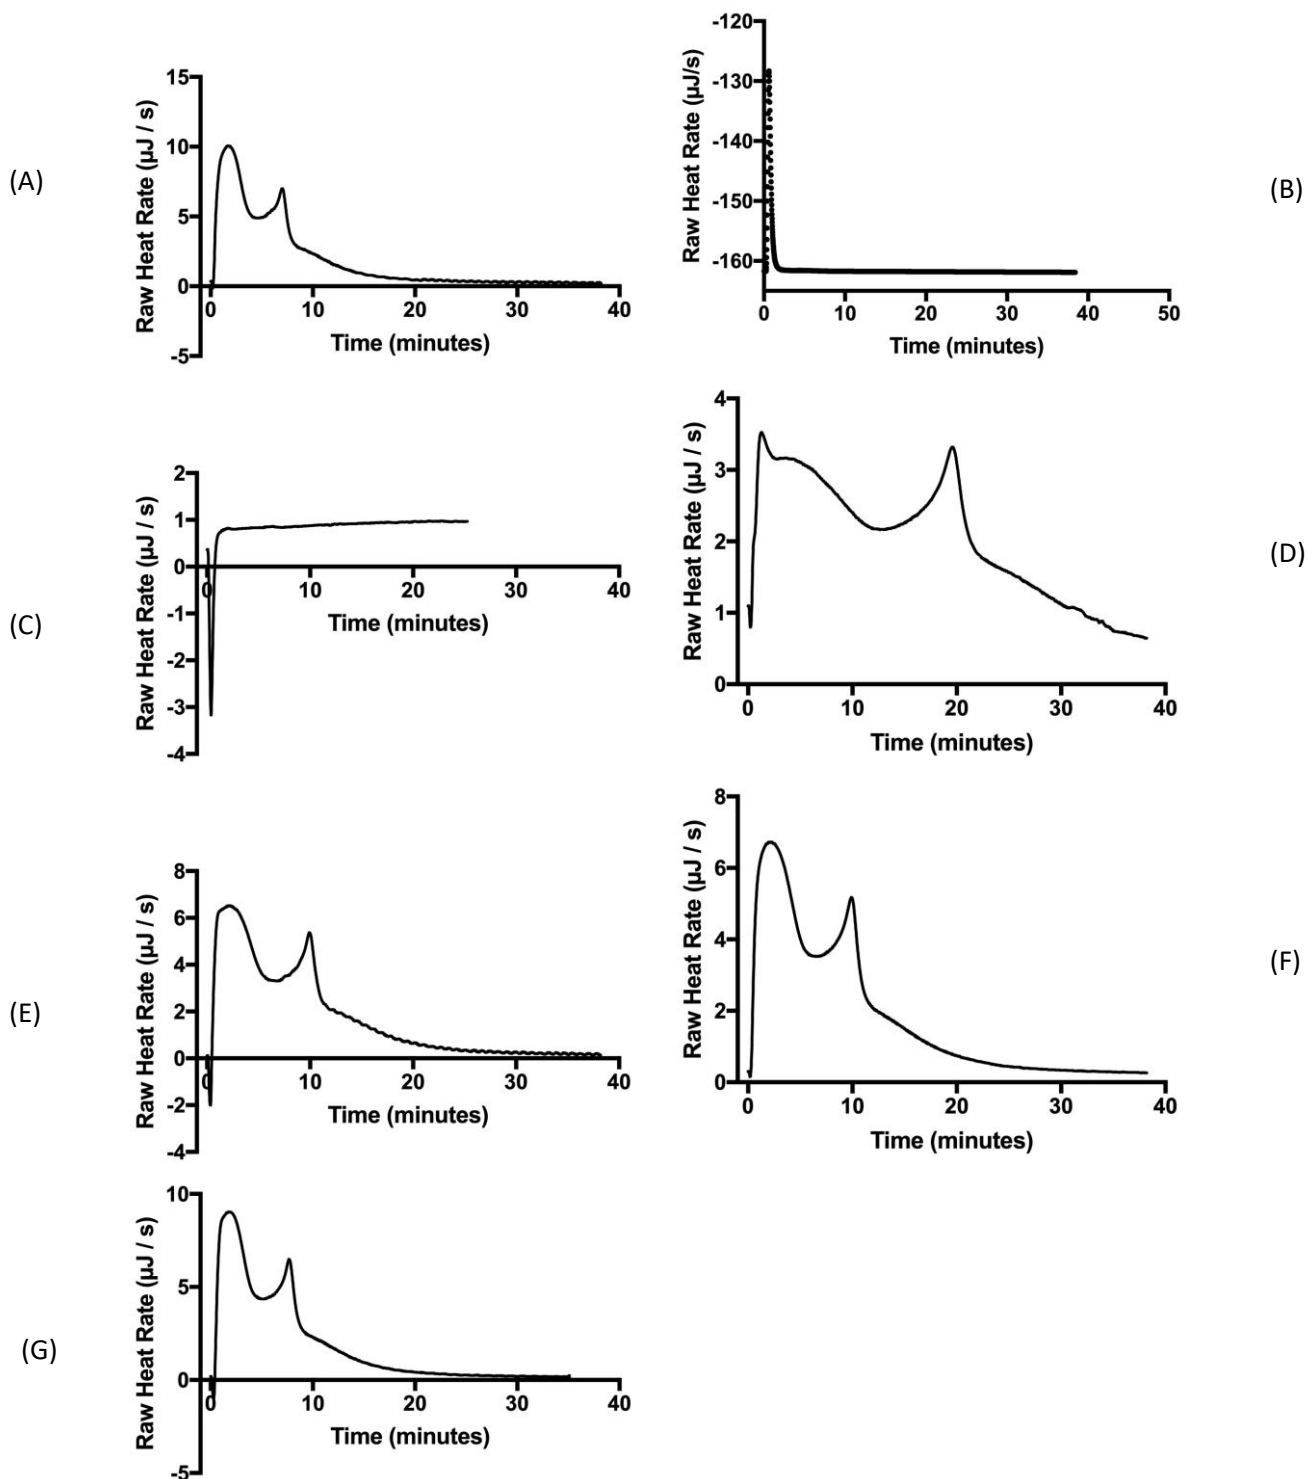 (A)
Raw Heat Rate (µJ / s)
15
10
5
0
-5
0 10 20 30 40
Time (minutes)
(B)
Raw Heat Rate (µJ/s)
-120
-130
-140
-150
-160
0 10 20 30 40 50
Time (minutes)
(C)
Raw Heat Rate (µJ / s)
2
1
0
-1
-2
-3
-4
0 10 20 30 40
Time (minutes)
(D)
Raw Heat Rate (µJ / s)
4
3
2
1
0
0 10 20 30 40
Time (minutes)
(E)
Raw Heat Rate (µJ / s)
8
6
4
2
0
-2
-4
0 10 20 30 40
Time (minutes)
(F)
Raw Heat Rate (µJ / s)
8
6
4
2
0
0 10 20 30 40
Time (minutes)
(G)
Raw Heat Rate (µJ / s)
10
5
0
-5
0 10 20 30 40
Time (minutes)